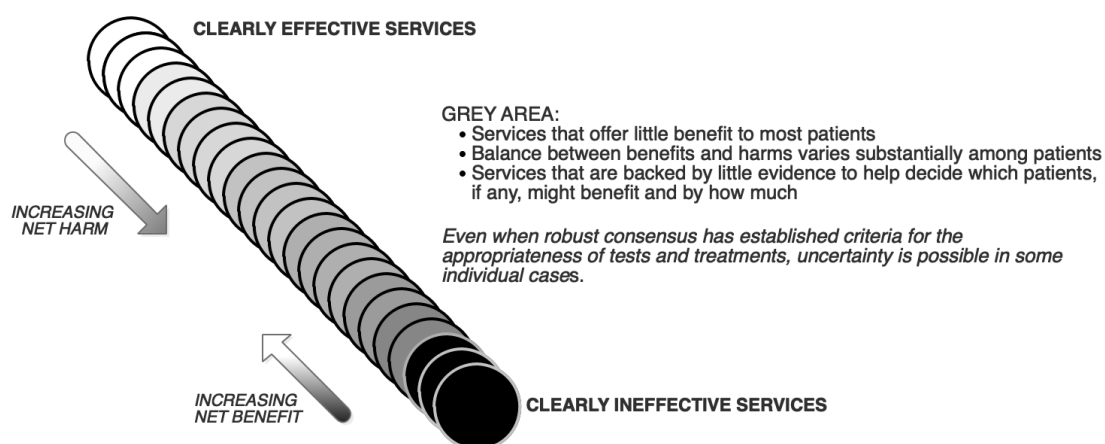 CLEARLY EFFECTIVE SERVICES
GREY AREA:
• Services that offer little benefit to most patients
• Balance between benefits and harms varies substantially among patients
• Services that are backed by little evidence to help decide which patients,
if any, might benefit and by how much
INCREASING
NET HARM
Even when robust consensus has established criteria for the
appropriateness of tests and treatments, uncertainty is possible in some
individual cases.
INCREASING
NET BENEFIT
CLEARLY INEFFECTIVE SERVICES